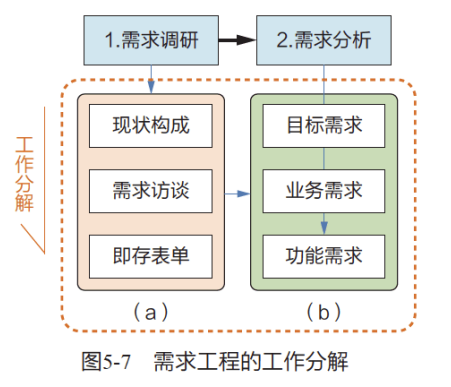 1.需求调研
2.需求分析
工作分解
现状构成
需求访谈
即存表单
(a)
目标需求
业务需求
功能需求
(b)
图5-7 需求工程的工作分解